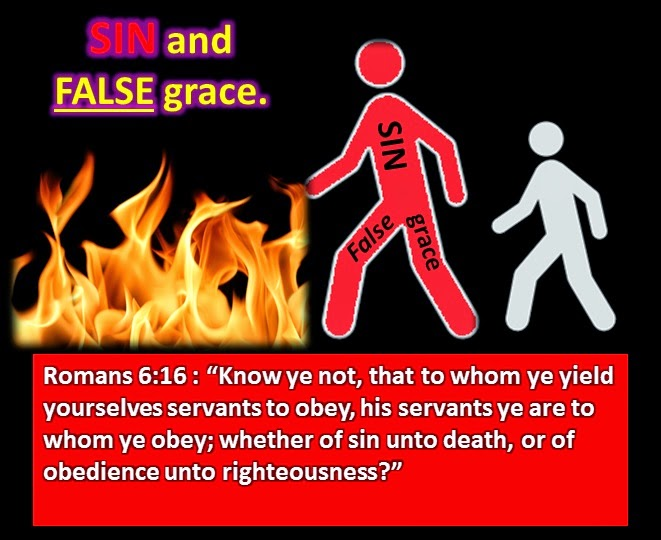 SIN and
FALSE grace.
SIN
False
grace
Romans 6:16 : “Know ye not, that to whom ye yield
yourselves servants to obey, his servants ye are to
whom ye obey; whether of sin unto death, or of
obedience unto righteousness?”